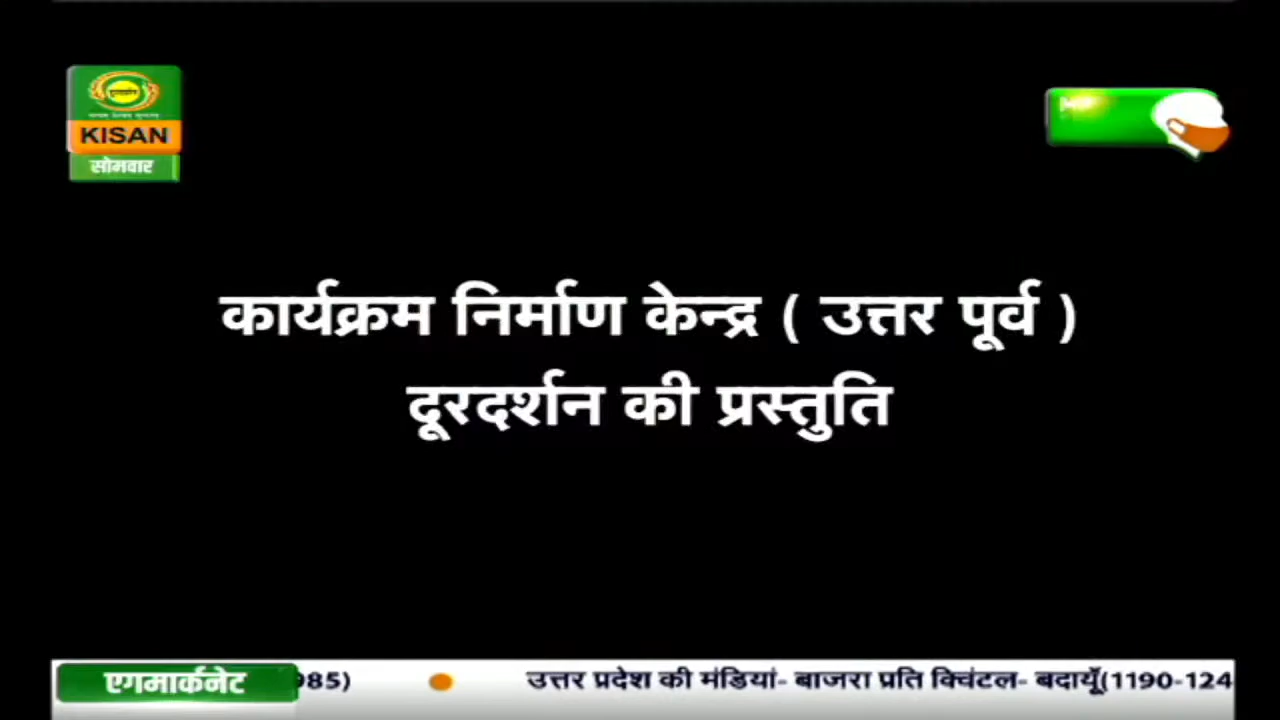 KISAN
सोमवार
कार्यक्रम निर्माण केन्द्र ( उत्तर पूर्व )
दूरदर्शन की प्रस्तुति
एगमार्कनेट
985) उत्तर प्रदेश की मंडियां- बाजरा प्रति क्विंटल- बदायूँ(1190-124